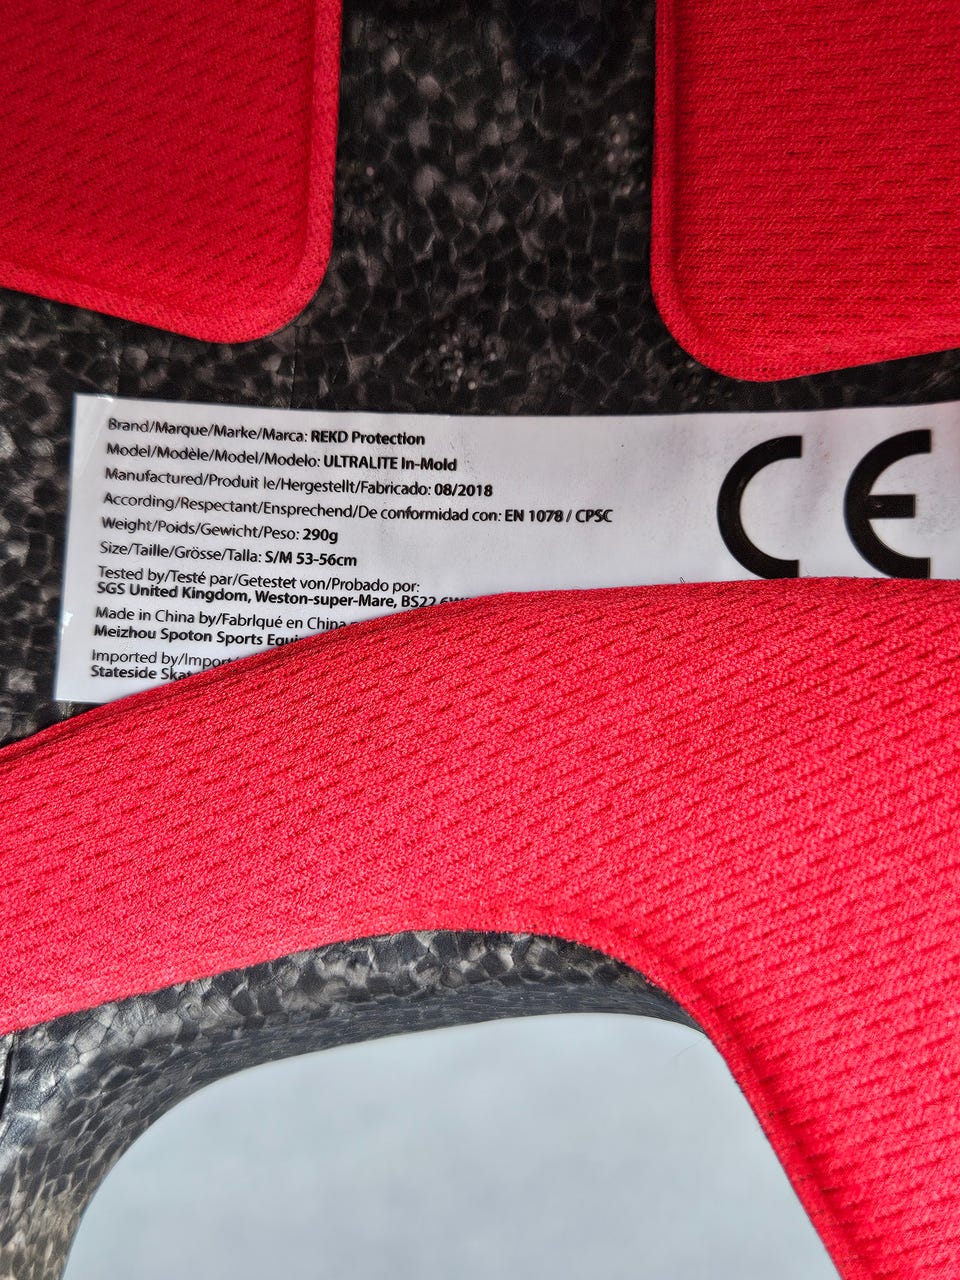 Brand/Marque/Marke/Marca: REKD Protection
Model/Modèle/Model/Modelo: ULTRALITE In-Mold
Manufactured/Produit le/Hergestellt/Fabricado: 08/2018
According/Respectant/Ensprechend/De conformidad con: EN 1078 / CPSC
Weight/Poids/Gewicht/Peso: 290g
Size/Taille/Grösse/Talla: S/M 53-56cm
Tested by/Testé par/Getestet von/Probado por:
SGS United Kingdom, Weston-super-Mare, BS22
Made in China by/Fabriqué en China
Meizhou Spoton Sports
Imported by/
Stateside
CE